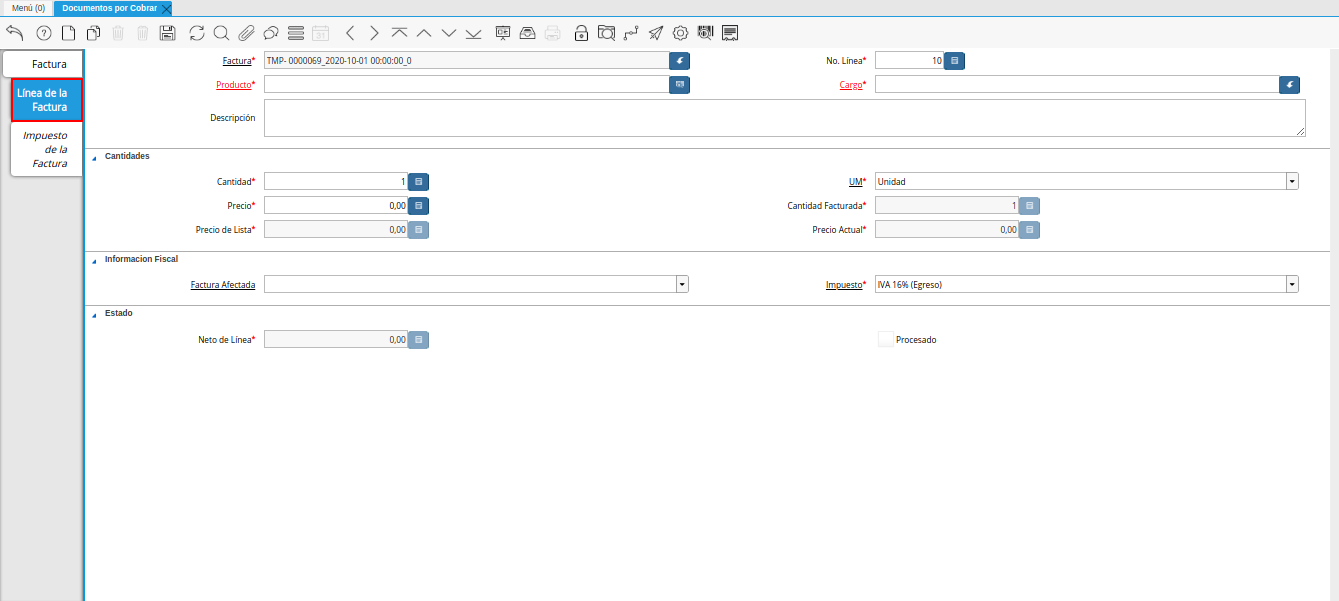 Menú (0) Documentos por Cobrar
Factura
Línea de la
Factura
Impuesto
de la
Factura
Factura* TMP- 0000069_2020-10-01 00:00:00_0 No. Línea* 10
Producto* Cargo*
Descripción
Cantidades
Cantidad* 1 UM* Unidad
Precio* 0,00 Cantidad Facturada* 1
Precio de Lista* 0,00 Precio Actual* 0,00
Informacion Fiscal
Factura Afectada Impuesto* IVA 16% (Egreso)
Estado
Neto de Línea* 0,00 Procesado